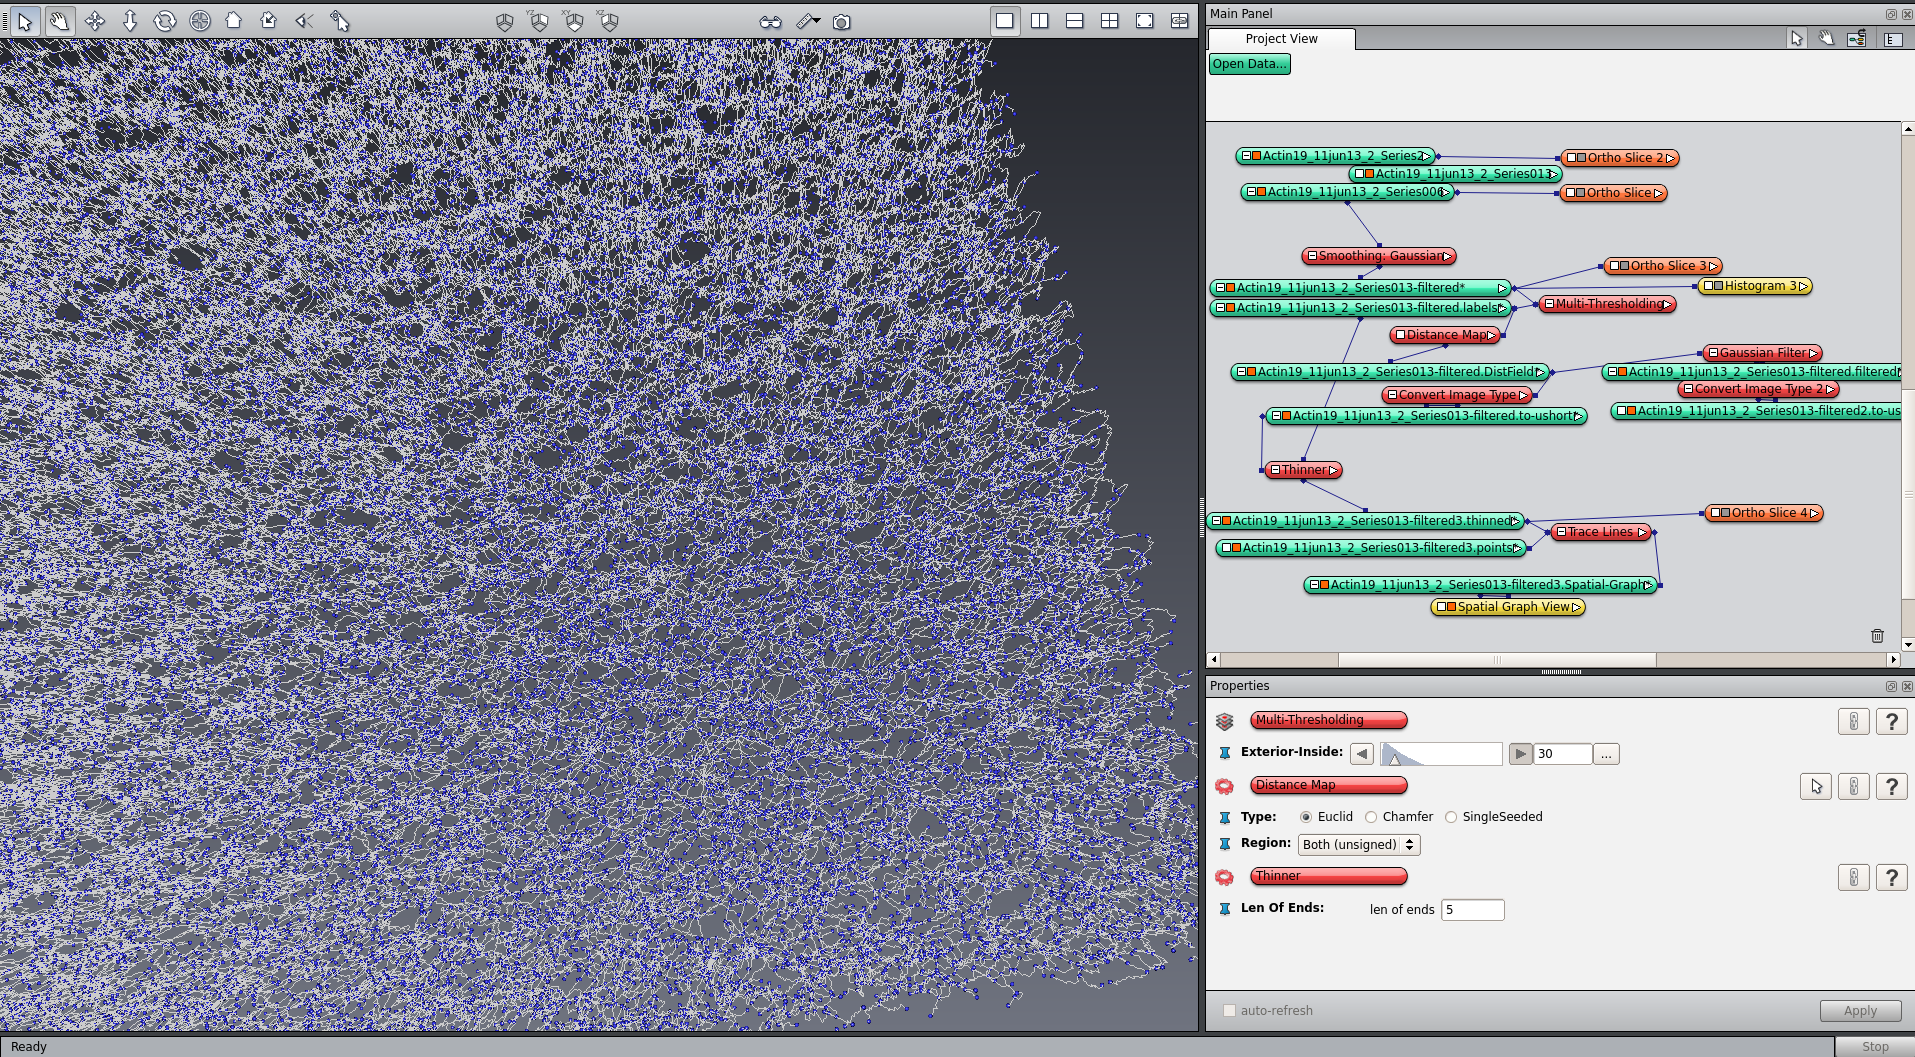 YZ
XY
XZ
Main Panel
Project View
Open Data...
Actin19_11jun13_2_Series2
Ortho Slice 2
Actin19_11jun13_2_Series013
Actin19_11jun13_2_Series006
Ortho Slice
Smoothing: Gaussian
Ortho Slice 3
Actin19_11jun13_2_Series013-filtered*
Histogram 3
Actin19_11jun13_2_Series013-filtered.labels*
Multi-Thresholding
Distance Map
Gaussian Filter
Actin19_11jun13_2_Series013-filtered.DistField*
Actin19_11jun13_2_Series013-filtered.filtered
Convert Image Type
Convert Image Type 2
Actin19_11jun13_2_Series013-filtered.to-ushort*
Actin19_11jun13_2_Series013-filtered2.to-us
Thinner
Actin19_11jun13_2_Series013-filtered3.thinned*
Ortho Slice 4
Trace Lines
Actin19_11jun13_2_Series013-filtered3.points*
Actin19_11jun13_2_Series013-filtered3.Spatial-Graph*
Spatial Graph View
Properties
Multi-Thresholding
?
Exterior-Inside:
30
...
Distance Map
?
Type:
Euclid
Chamfer
SingleSeeded
Region:
Both (unsigned)
Thinner
?
Len Of Ends:
len of ends
5
auto-refresh
Apply
Ready
Stop